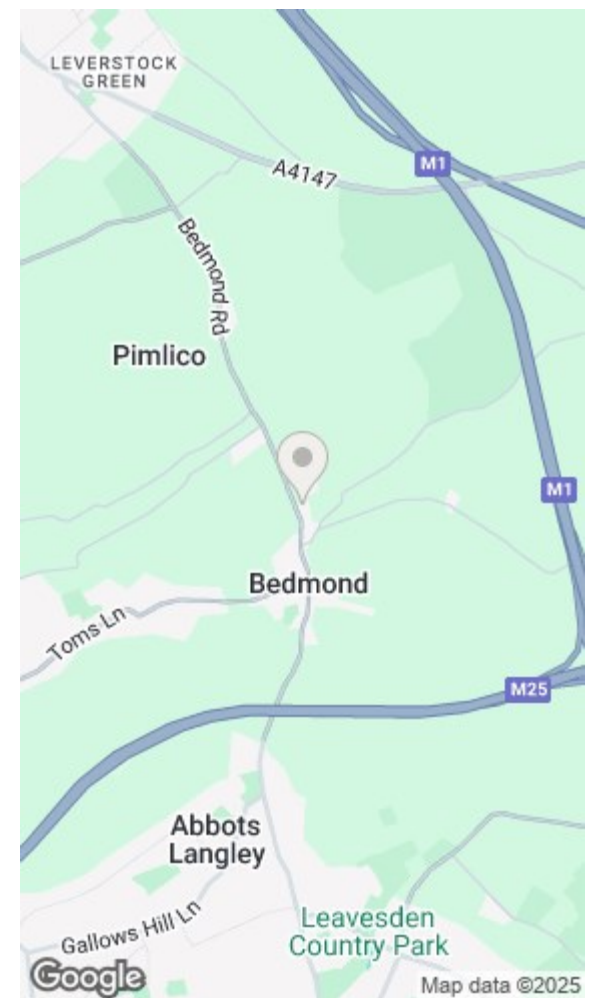 LEVERSTOCK
GREEN
M1
A4147
Bedmond Rd
Pimlico
M1
Bedmond
Toms Ln
M25
Abbots
Langley
Gallows Hill Ln
Leavesden
Country Park
Google
Map data ©2025